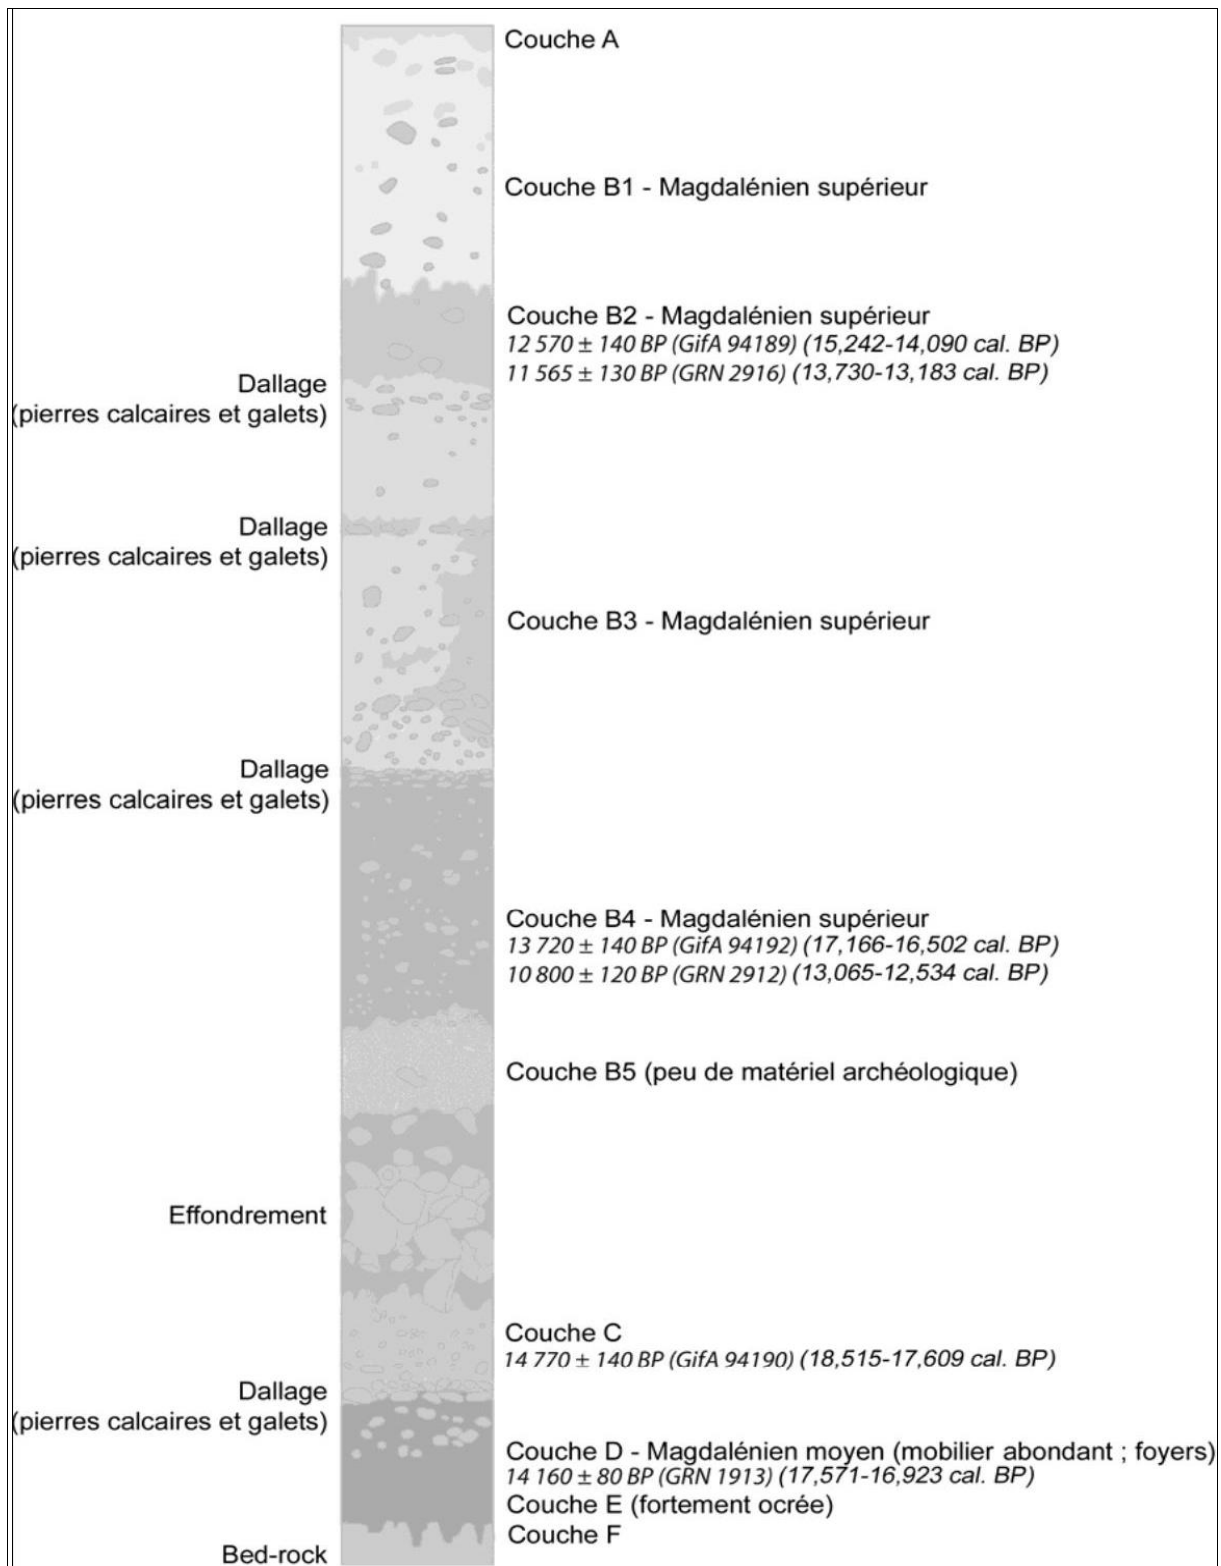 Couche A
Couche B1 - Magdalénien supérieur
Couche B2 - Magdalénien supérieur
12 570 ± 140 BP (GifA 94189) (15,242-14,090 cal. BP)
11 565 ± 130 BP (GRN 2916) (13,730-13,183 cal. BP)
Dallage
(pierres calcaires et galets)
Dallage
(pierres calcaires et galets)
Couche B3 - Magdalénien supérieur
Dallage
(pierres calcaires et galets)
Couche B4 - Magdalénien supérieur
13 720 ± 140 BP (GifA 94192) (17,166-16,502 cal. BP)
10 800 ± 120 BP (GRN 2912) (13,065-12,534 cal. BP)
Couche B5 (peu de matériel archéologique)
Effondrement
Couche C
14 770 ± 140 BP (GifA 94190) (18,515-17,609 cal. BP)
Dallage
(pierres calcaires et galets)
Couche D - Magdalénien moyen (mobilier abondant ; foyers)
14 160 ± 80 BP (GRN 1913) (17,571-16,923 cal. BP)
Couche E (fortement ocrée)
Couche F
Bed-rock